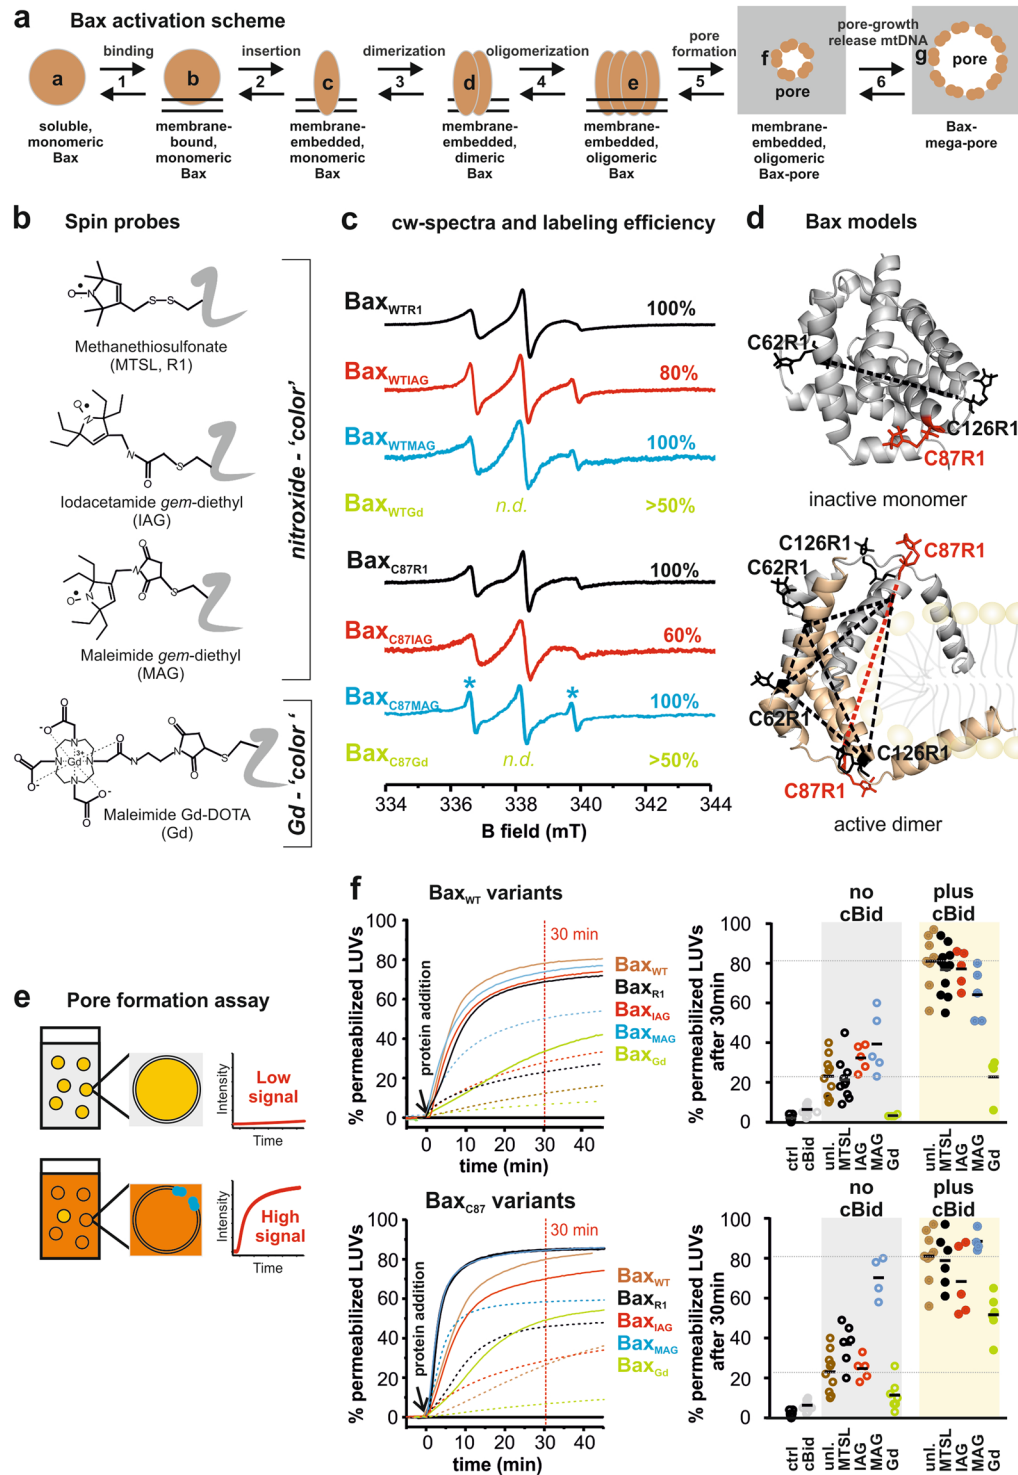 a Bax activation scheme
binding
insertion
dimerization
oligomerization
pore
formation
pore-growth
release mtDNA
1
2
3
4
5
6
a
b
c
d
e
f
pore
g
pore
soluble,
monomeric
Bax
membrane-
bound,
monomeric
Bax
membrane-
embedded,
monomeric
Bax
membrane-
embedded,
dimeric
Bax
membrane-
embedded,
oligomeric
Bax
membrane-
embedded,
oligomeric
Bax-pore
Bax-
mega-pore
b Spin probes
Methanethiosulfonate
(MTSL, R1)
Iodacetamide gem-diethyl
(IAG)
Maleimide gem-diethyl
(MAG)
Maleimide Gd-DOTA
(Gd)
nitroxide - 'color'
Gd - 'color'
c cw-spectra and labeling efficiency
BaxWTR1 100%
BaxWTIAG 80%
BaxWTMAG 100%
BaxWTGd n.d. >50%
BaxC87R1 100%
BaxC87IAG 60%
BaxC87MAG * * 100%
BaxC87Gd n.d. >50%
334 336 338 340 342 344
B field (mT)
d Bax models
C62R1
C126R1
C87R1
inactive monomer
C126R1
C87R1
C62R1
C62R1
C126R1
C87R1
active dimer
e Pore formation assay
Intensity
Low
signal
Time
Intensity
High
signal
Time
f BaxWT variants
% permeabilized LUVs
100
80
60
40
20
0
protein addition
30 min
BaxWT
BaxR1
BaxIAG
BaxMAG
BaxGd
0 10 20 30 40
time (min)
no
cBid
plus
cBid
% permeabilized LUVs
after 30min
100
80
60
40
20
0
ctrl
cBid
unl.
MTSL
IAG
MAG
Gd
unl.
MTSL
IAG
MAG
Gd
BaxC87 variants
% permeabilized LUVs
100
80
60
40
20
0
protein addition
30 min
BaxWT
BaxR1
BaxIAG
BaxMAG
BaxGd
0 10 20 30 40
time (min)
no
cBid
plus
cBid
% permeabilized LUVs
after 30min
100
80
60
40
20
0
ctrl
cBid
unl.
MTSL
IAG
MAG
Gd
unl.
MTSL
IAG
MAG
Gd